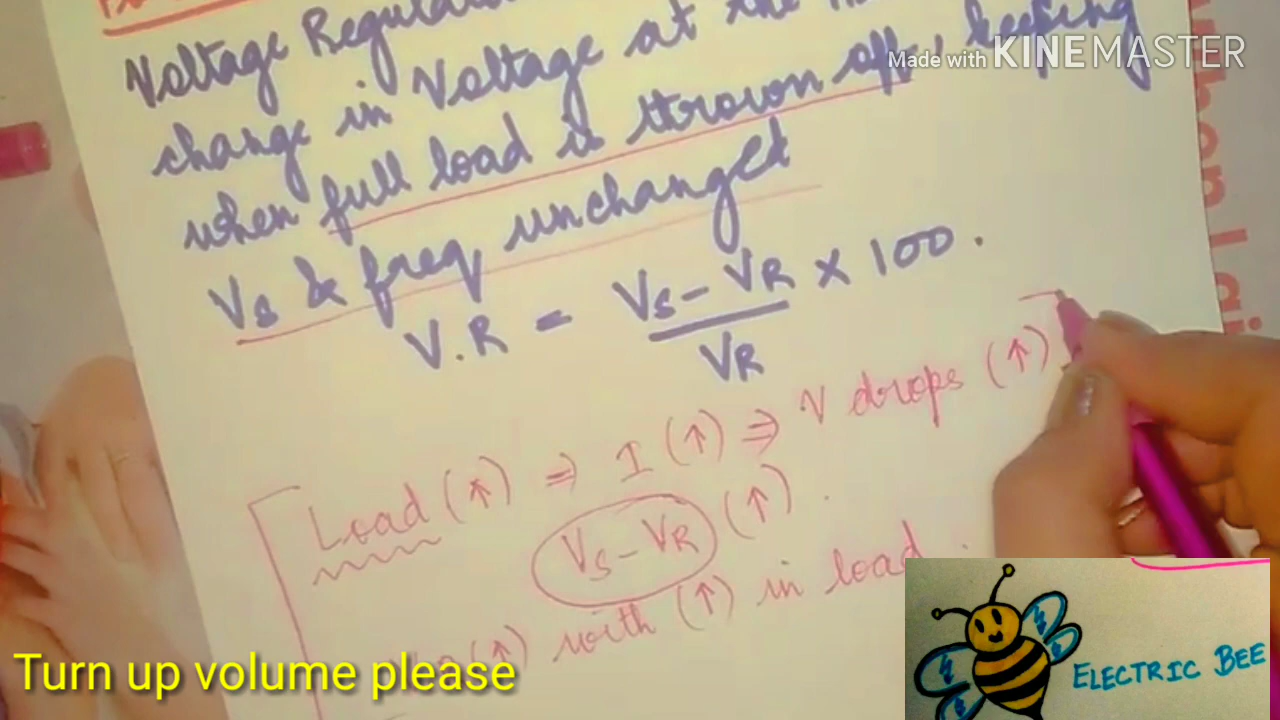 Voltage Regulat
change in Voltage at the
when full load is thrown off, keeping
Vs & freq unchanged
V.R = Vs - VR / VR × 100.
Load (↑) ⇒ I (↑) ⇒ V drops (↑)
Vs - VR (↑).
(↑) with (↑) in load.
Made with KINEMASTER
Turn up volume please
ELECTRIC BEE